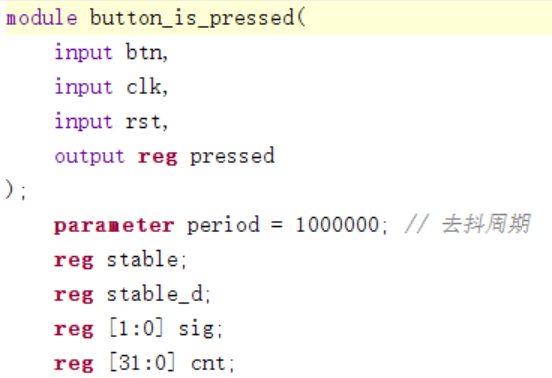 module button_is_pressed(
    input btn,
    input clk,
    input rst,
    output reg pressed
);
    parameter period = 1000000; // 去抖周期
    reg stable;
    reg stable_d;
    reg [1:0] sig;
    reg [31:0] cnt;